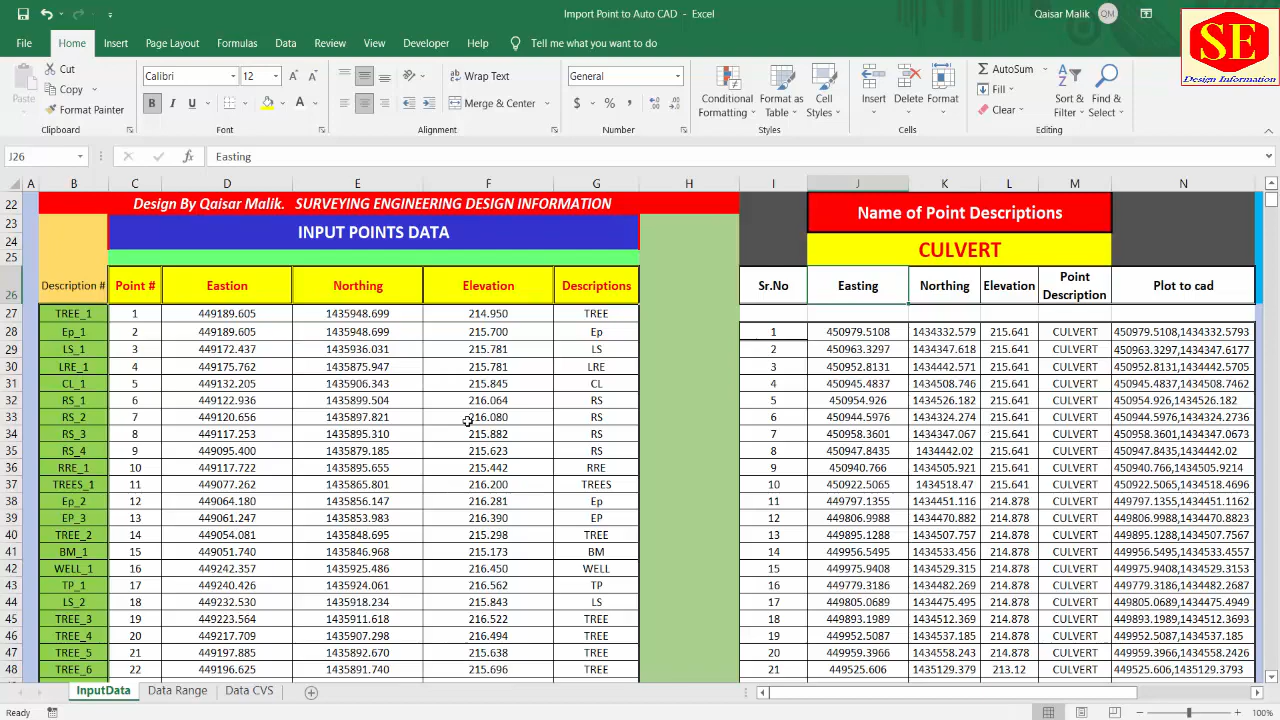 Import Point to Auto CAD - Excel
Qaisar Malik
QM
SE
Design Information
File Home Insert Page Layout Formulas Data Review View Developer Help Tell me what you want to do
Paste
Cut
Copy
Format Painter
Clipboard
Calibri 12
B I U
Font
Wrap Text
Merge & Center
Alignment
General
$ % ,
Number
Conditional Formatting
Format as Table
Cell Styles
Styles
Insert Delete Format
Cells
AutoSum
Fill
Clear
Sort & Filter
Find & Select
Editing
J26 fx Easting
A B C D E F G H I J K L M N
22 Design By Qaisar Malik. SURVEYING ENGINEERING DESIGN INFORMATION
23 Name of Point Descriptions
INPUT POINTS DATA
24 CULVERT
25
26 Description # Point # Eastion Northing Elevation Descriptions Sr.No Easting Northing Elevation Point Description Plot to cad
27 TREE_1 1 449189.605 1435948.699 214.950 TREE
28 Ep_1 2 449189.605 1435948.699 215.700 Ep 1 450979.5108 1434332.579 215.641 CULVERT 450979.5108,1434332.5793
29 LS_1 3 449172.437 1435936.031 215.781 LS 2 450963.3297 1434347.618 215.641 CULVERT 450963.3297,1434347.6177
30 LRE_1 4 449175.762 1435875.947 215.781 LRE 3 450952.8131 1434442.571 215.641 CULVERT 450952.8131,1434442.5705
31 CL_1 5 449132.205 1435906.343 215.845 CL 4 450945.4837 1434508.746 215.641 CULVERT 450945.4837,1434508.7462
32 RS_1 6 449122.936 1435899.504 216.064 RS 5 450954.926 1434526.182 215.641 CULVERT 450954.926,1434526.182
33 RS_2 7 449120.656 1435897.821 216.080 RS 6 450944.5976 1434324.274 215.641 CULVERT 450944.5976,1434324.2736
34 RS_3 8 449117.253 1435895.310 215.882 RS 7 450958.3601 1434347.067 215.641 CULVERT 450958.3601,1434347.0673
35 RS_4 9 449095.400 1435879.185 215.623 RS 8 450947.8435 1434442.02 215.641 CULVERT 450947.8435,1434442.02
36 RRE_1 10 449117.722 1435895.655 215.442 RRE 9 450940.766 1434505.921 215.641 CULVERT 450940.766,1434505.9214
37 TREES_1 11 449077.262 1435865.801 216.200 TREES 10 450922.5065 1434518.47 215.641 CULVERT 450922.5065,1434518.4696
38 Ep_2 12 449064.180 1435856.147 216.281 Ep 11 449797.1355 1434451.116 214.878 CULVERT 449797.1355,1434451.1162
39 EP_3 13 449061.247 1435853.983 216.390 EP 12 449806.9988 1434470.882 214.878 CULVERT 449806.9988,1434470.8823
40 TREE_2 14 449054.081 1435848.695 215.298 TREE 13 449895.1288 1434507.757 214.878 CULVERT 449895.1288,1434507.7567
41 BM_1 15 449051.740 1435846.968 215.173 BM 14 449956.5495 1434533.456 214.878 CULVERT 449956.5495,1434533.4557
42 WELL_1 16 449242.357 1435925.486 216.450 WELL 15 449975.9408 1434529.315 214.878 CULVERT 449975.9408,1434529.3153
43 TP_1 17 449240.426 1435924.061 216.562 TP 16 449779.3186 1434482.269 214.878 CULVERT 449779.3186,1434482.2687
44 LS_2 18 449232.530 1435918.234 215.843 LS 17 449805.0689 1434475.495 214.878 CULVERT 449805.0689,1434475.4949
45 TREE_3 19 449223.564 1435911.618 216.522 TREE 18 449893.1989 1434512.369 214.878 CULVERT 449893.1989,1434512.3693
46 TREE_4 20 449217.709 1435907.298 216.494 TREE 19 449952.5087 1434537.185 214.878 CULVERT 449952.5087,1434537.185
47 TREE_5 21 449197.885 1435892.670 215.638 TREE 20 449959.3966 1434558.243 214.878 CULVERT 449959.3966,1434558.2426
48 TREE_6 22 449196.625 1435891.740 215.696 TREE 21 449525.606 1435129.379 213.12 CULVERT 449525.606,1435129.3793
InputData Data Range Data CVS
Ready
100%